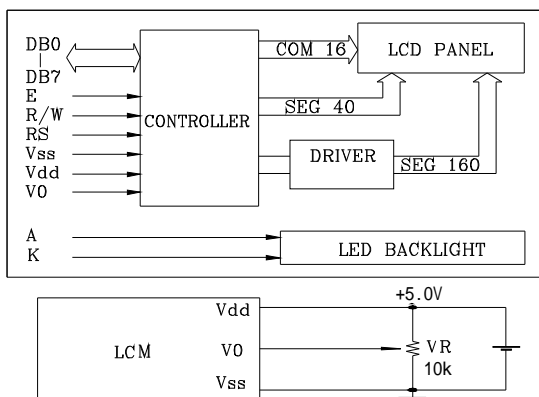 DB0
DB7
E
R/W
RS
Vss
Vdd
V0
CONTROLLER
COM 16
LCD PANEL
SEG 40
DRIVER
SEG 160
A
K
LED BACKLIGHT
+5.0V
Vdd
LCM
V0
VR
10k
Vss